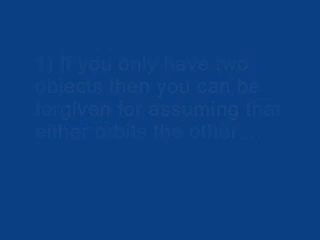 1) If you only have two
objects then you can be
forgiven for assuming that
either orbits the other...